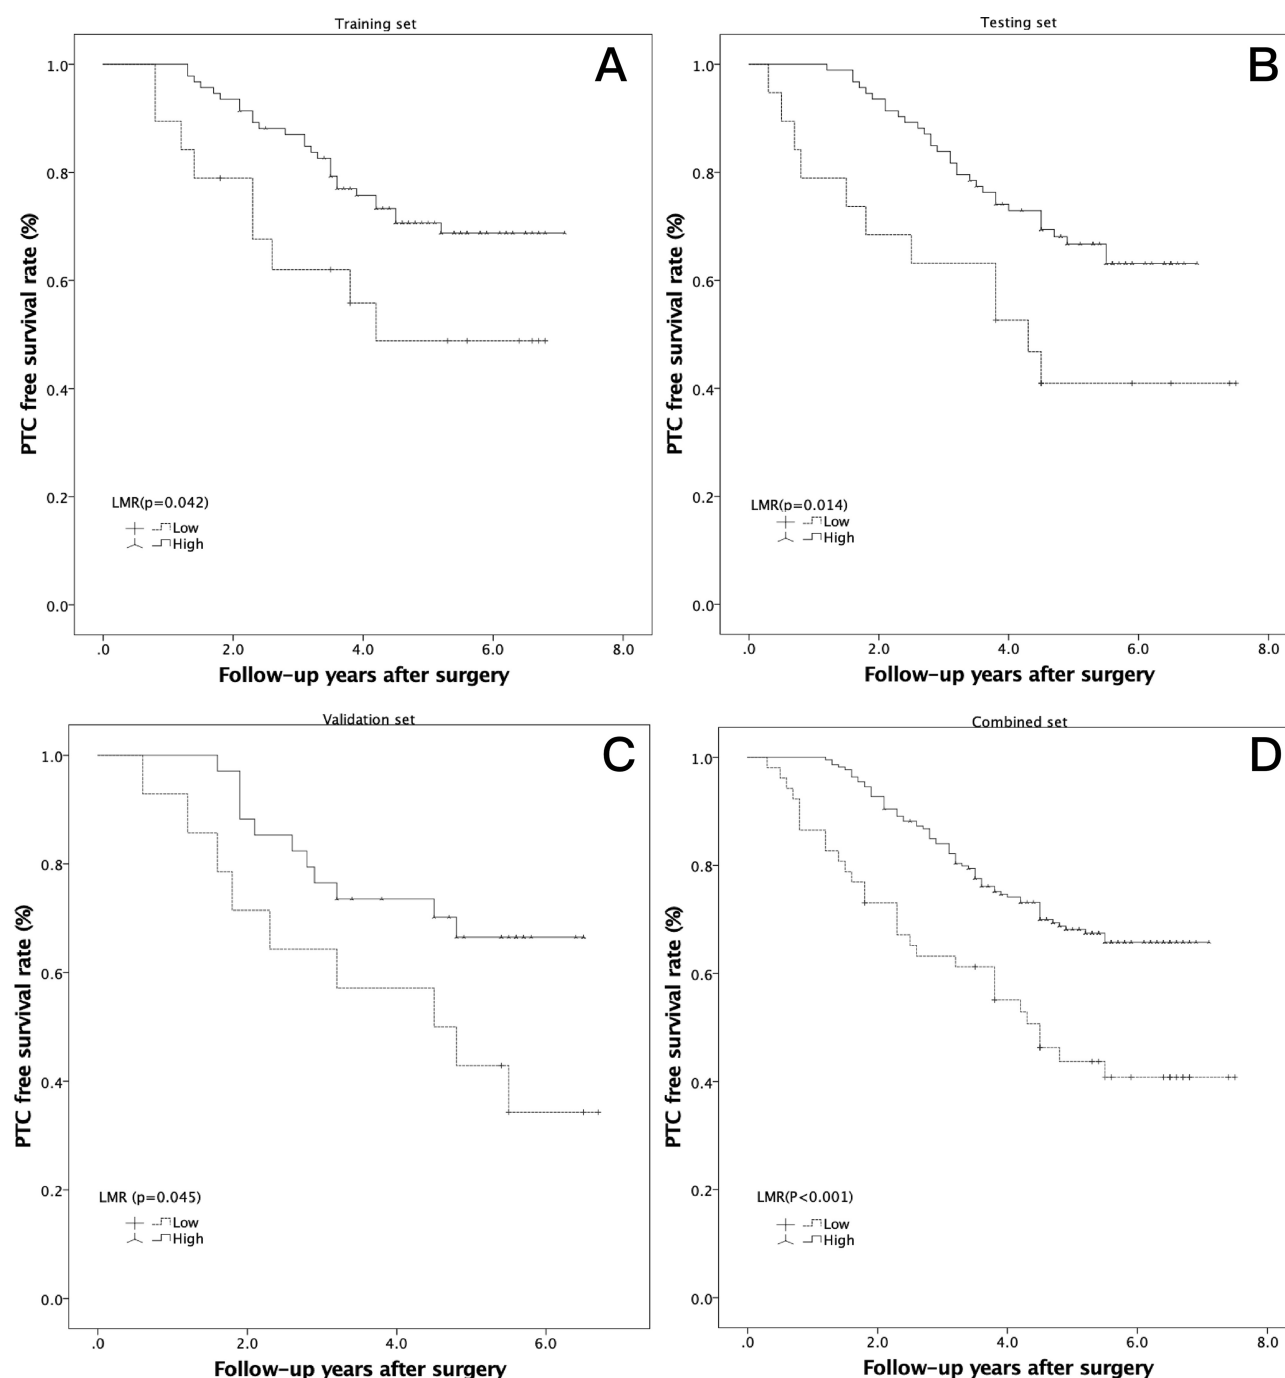 Training set
A
1.0
0.8
0.6
0.4
0.2
0.0
PTC free survival rate (%)
LMR(p=0.042)
Low
High
.0 2.0 4.0 6.0 8.0
Follow-up years after surgery
Testing set
B
1.0
0.8
0.6
0.4
0.2
0.0
PTC free survival rate (%)
LMR(p=0.014)
Low
High
.0 2.0 4.0 6.0 8.0
Follow-up years after surgery
Validation set
C
1.0
0.8
0.6
0.4
0.2
0.0
PTC free survival rate (%)
LMR (p=0.045)
Low
High
.0 2.0 4.0 6.0
Follow-up years after surgery
Combined set
D
1.0
0.8
0.6
0.4
0.2
0.0
PTC free survival rate (%)
LMR(P<0.001)
Low
High
.0 2.0 4.0 6.0 8.0
Follow-up years after surgery